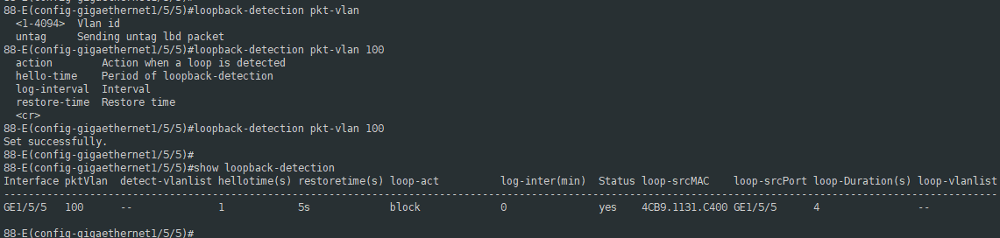 88-E(config-gigaethernet1/5/5)#
88-E(config-gigaethernet1/5/5)#loopback-detection pkt-vlan
  <1-4094>  Vlan id
  untag     Sending untag lbd packet
88-E(config-gigaethernet1/5/5)#loopback-detection pkt-vlan 100
  action        Action when a loop is detected
  hello-time    Period of loopback-detection
  log-interval  Interval
  restore-time  Restore time
  <cr>
88-E(config-gigaethernet1/5/5)#loopback-detection pkt-vlan 100
Set successfully.
88-E(config-gigaethernet1/5/5)#
88-E(config-gigaethernet1/5/5)#show loopback-detection
Interface pktVlan  detect-vlanlist hellotime(s) restoretime(s) loop-act          log-inter(min)  Status loop-srcMAC    loop-srcPort loop-Duration(s) loop-vlanlist
------------------------------------------------------------------------------------------------------------------------------------------------------------------
GE1/5/5   100      --              1            5s             block             0               yes    4CB9.1131.C400 GE1/5/5      4                --
88-E(config-gigaethernet1/5/5)#